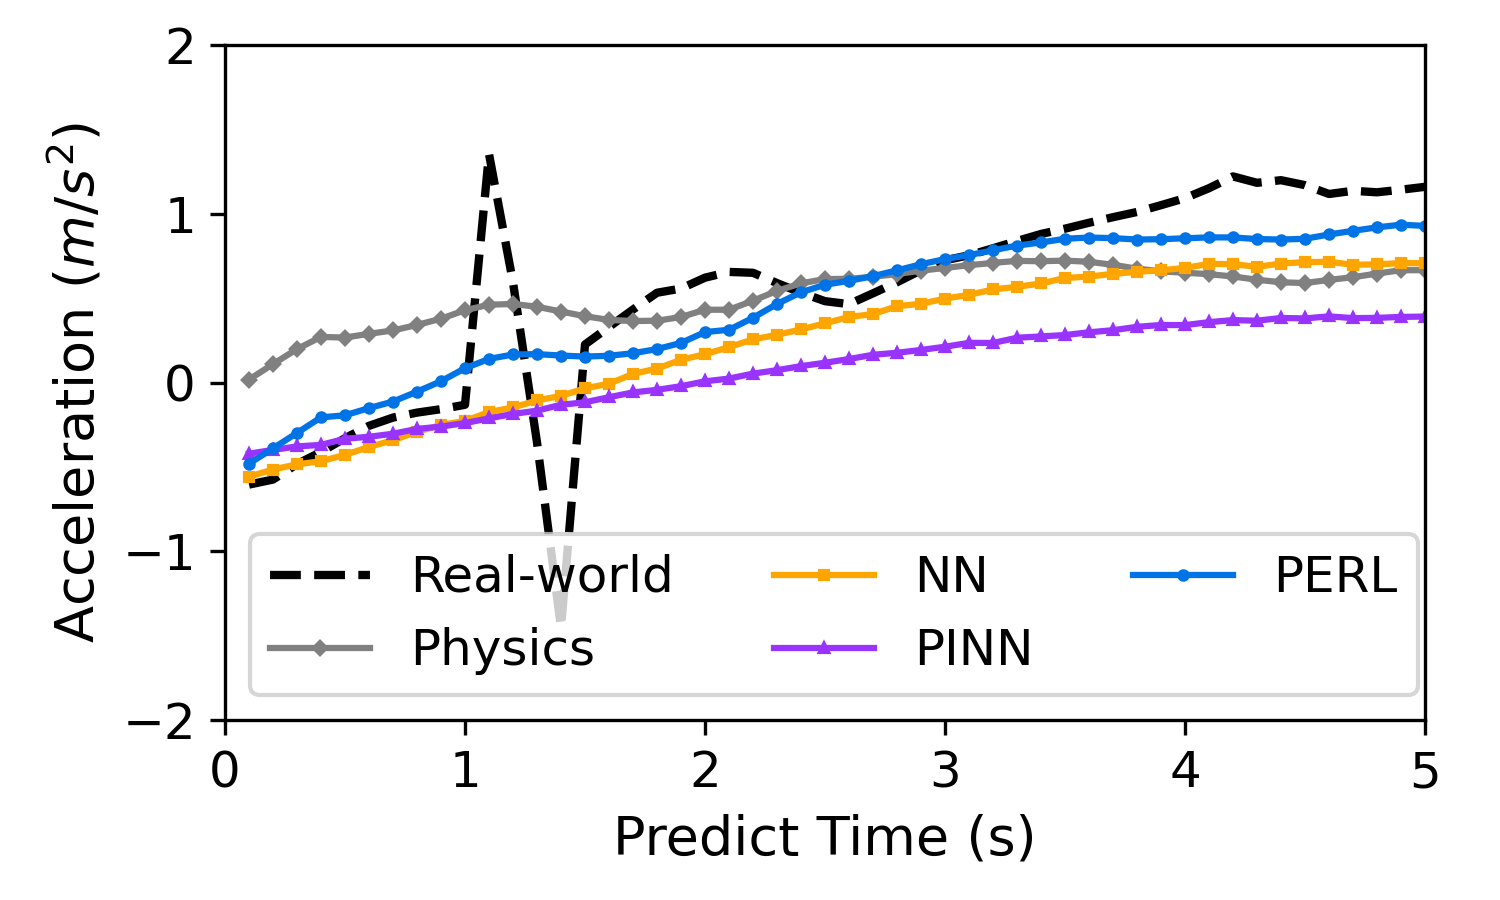 2
1
0
−1
−2
Acceleration (m/s²)
Real-world
Physics
NN
PINN
PERL
0 1 2 3 4 5
Predict Time (s)